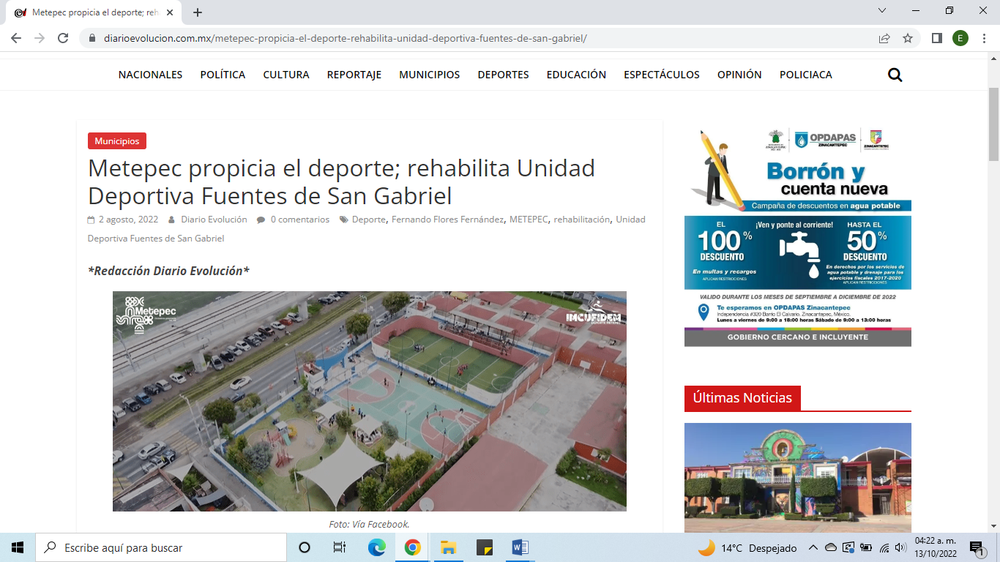 Metepec propicia el deporte; reh
diarioevolucion.com.mx/metepec-propicia-el-deporte-rehabilita-unidad-deportiva-fuentes-de-san-gabriel/
E
NACIONALES POLÍTICA CULTURA REPORTAJE MUNICIPIOS DEPORTES EDUCACIÓN ESPECTÁCULOS OPINIÓN POLICIACA
Municipios
Metepec propicia el deporte; rehabilita Unidad
Deportiva Fuentes de San Gabriel
2 agosto, 2022 Diario Evolución 0 comentarios Deporte, Fernando Flores Fernández, METEPEC, rehabilitación, Unidad
Deportiva Fuentes de San Gabriel
*Redacción Diario Evolución*
Metepec
IMCUFIDEM
Foto: Vía Facebook.
ZINACANTEPEC
OPDAPAS
ZINACANTEPEC
ZINACANTEPEC
Borrón y
cuenta nueva
Campaña de descuentos en agua potable
¡Ven y ponte al corriente!
EL
100%
DESCUENTO
En multas y recargos
APLICAN RESTRICCIONES
HASTA EL
50%
DESCUENTO
En derechos por los servicios de
agua potable y drenaje para los
ejercicios fiscales 2017-2020
APLICAN RESTRICCIONES
VALIDO DURANTE LOS MESES DE SEPTIEMBRE A DICIEMBRE DE 2022
Te esperamos en OPDAPAS Zinacantepec
Independencia #320 Barrio El Calvario, Zinacantepec, México.
Lunes a viernes de 9:00 a 18:00 horas Sábado de 9:00 a 13:00 horas
GOBIERNO CERCANO E INCLUYENTE
Últimas Noticias
Escribe aquí para buscar
14°C Despejado
04:22 a. m.
13/10/2022
1